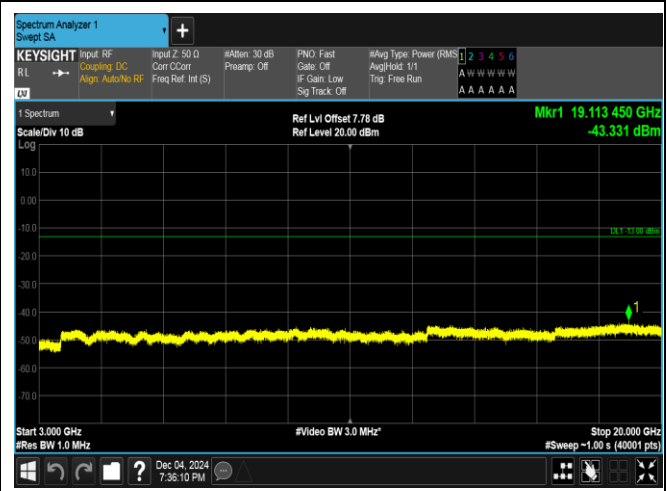 Spectrum Analyzer 1
Swept SA
+
KEYSIGHT
RL
LXI
Input: RF
Coupling: DC
Align: Auto/No RF
Input Z: 50 Ω
Corr CCorr
Freq Ref: Int (S)
#Atten: 30 dB
Preamp: Off
PNO: Fast
Gate: Off
IF Gain: Low
Sig Track: Off
#Avg Type: Power (RMS
Avg|Hold: 1/1
Trig: Free Run
1 2 3 4 5 6
A W W W W W
A A A A A A
1 Spectrum
Scale/Div 10 dB
Log
Ref Lvl Offset 7.78 dB
Ref Level 20.00 dBm
Mkr1 19.113 450 GHz
-43.331 dBm
10.0
0.00
-10.0
DL1 -13.00 dBm
-20.0
-30.0
-40.0
1
-50.0
-60.0
-70.0
Start 3.000 GHz
#Res BW 1.0 MHz
#Video BW 3.0 MHz*
Stop 20.000 GHz
#Sweep ~1.00 s (40001 pts)
?
Dec 04, 2024
7:36:10 PM